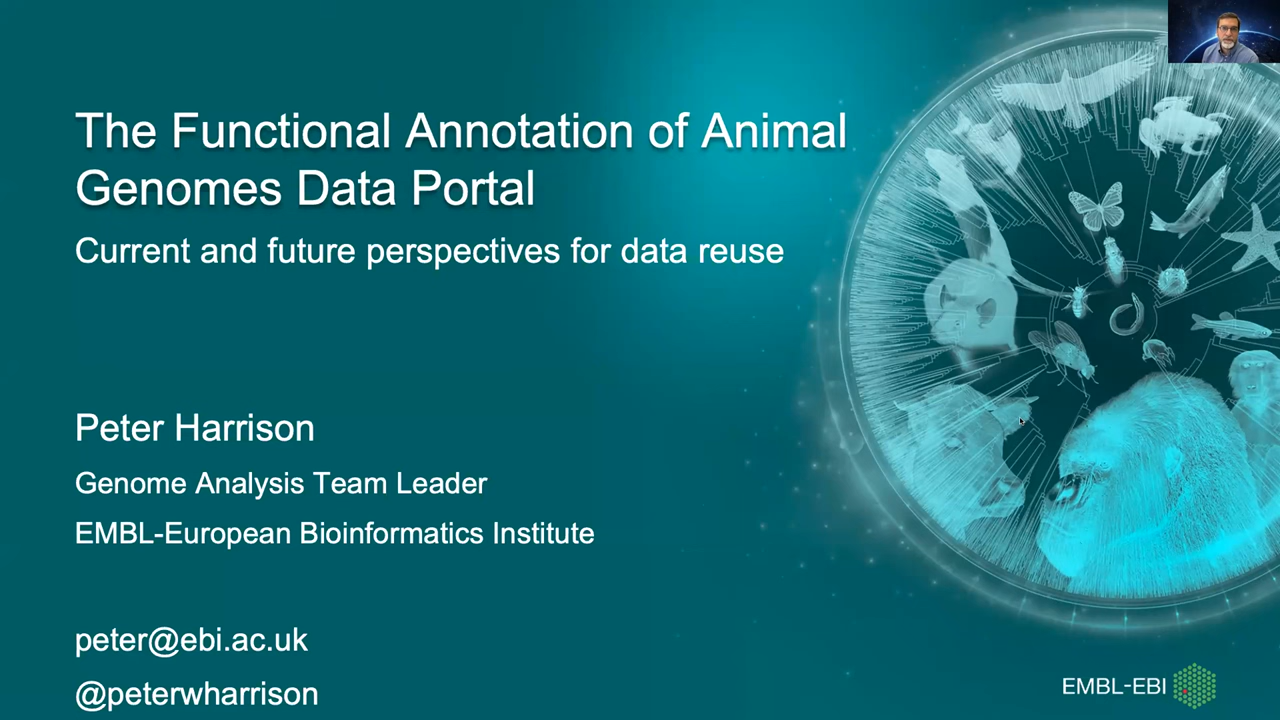 The Functional Annotation of Animal
Genomes Data Portal
Current and future perspectives for data reuse
Peter Harrison
Genome Analysis Team Leader
EMBL-European Bioinformatics Institute
peter@ebi.ac.uk
@peterwharrison
EMBL-EBI